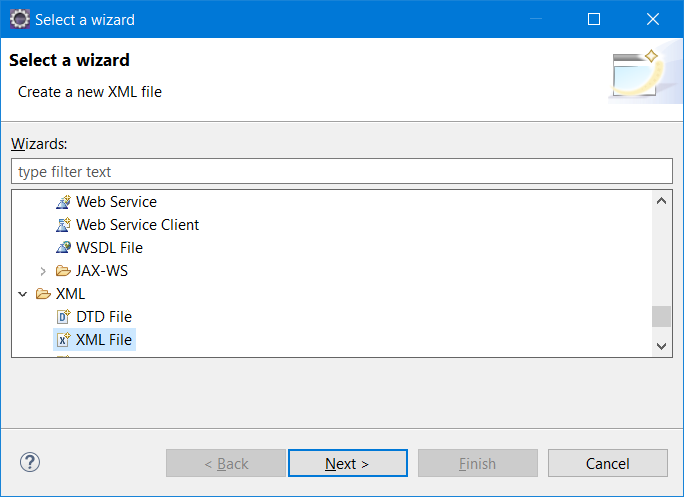 Select a wizard
Select a wizard
Create a new XML file
Wizards:
type filter text
Web Service
Web Service Client
WSDL File
JAX-WS
XML
DTD File
XML File
< Back
Next >
Finish
Cancel